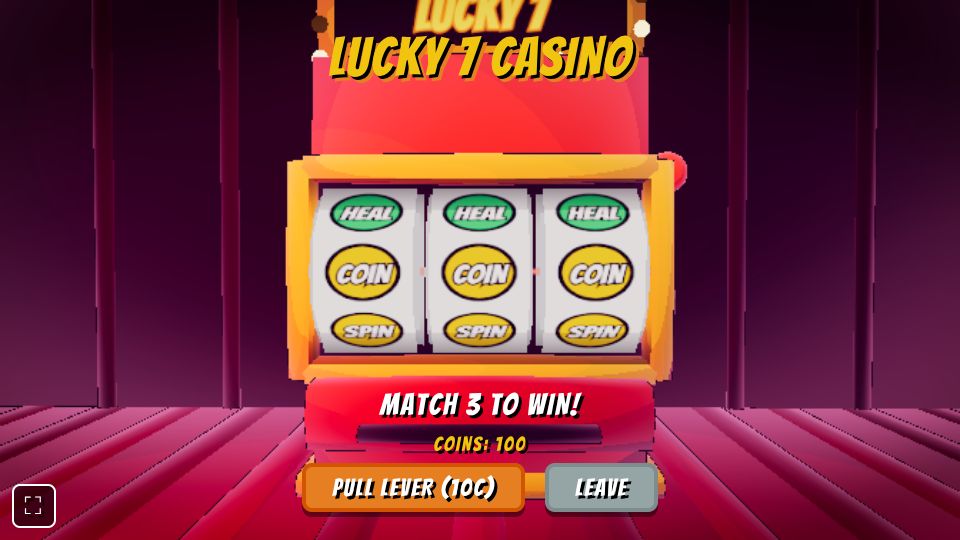 LUCKY 7
LUCKY 7 CASINO
HEAL HEAL HEAL
COIN COIN COIN
SPIN SPIN SPIN
MATCH 3 TO WIN!
COINS: 100
PULL LEVER (10C)
LEAVE